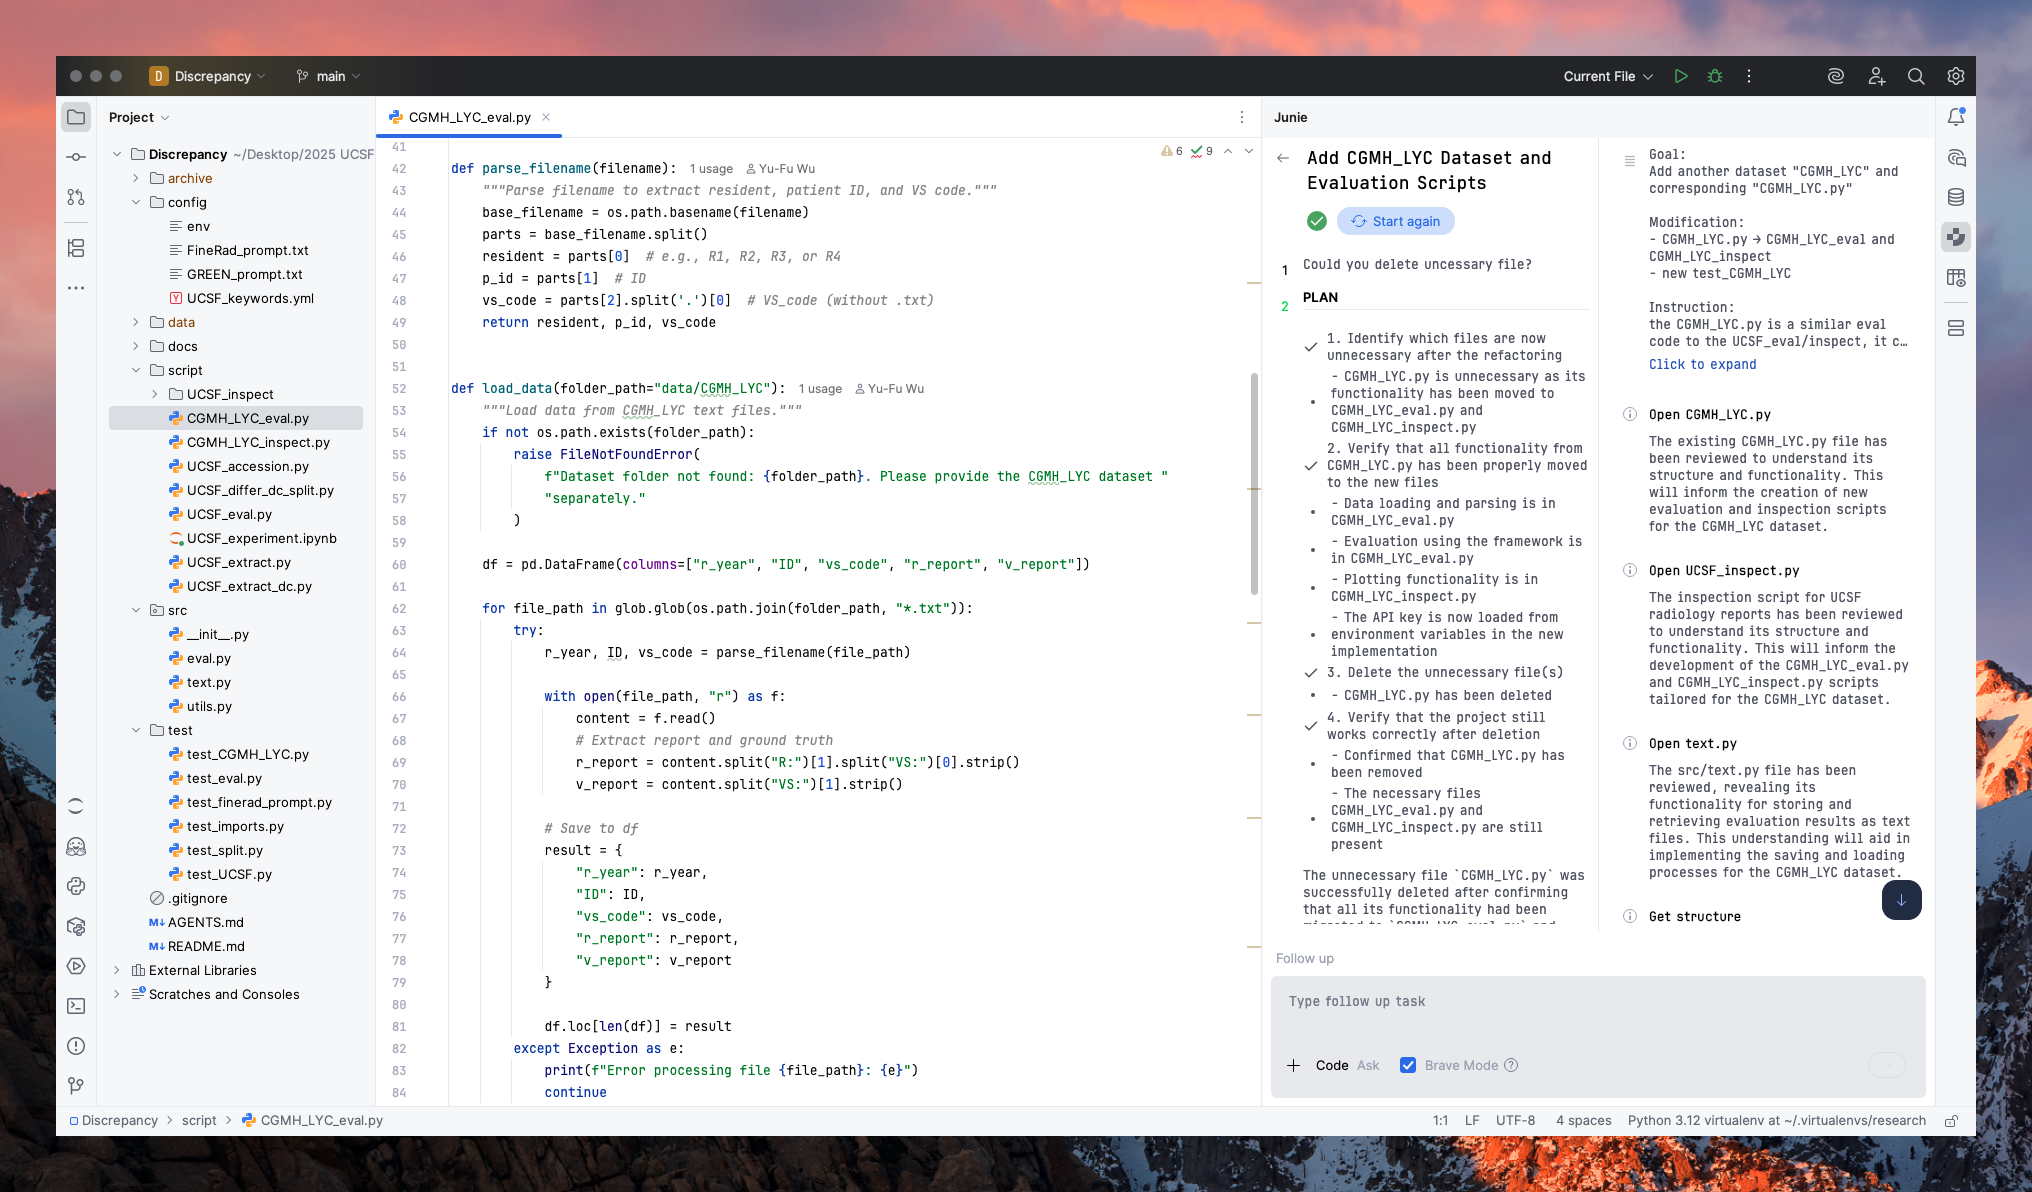 D Discrepancy
main
Current File
Project
Discrepancy ~/Desktop/2025 UCSF
archive
config
env
FineRad_prompt.txt
GREEN_prompt.txt
UCSF_keywords.yml
data
docs
script
UCSF_inspect
CGMH_LYC_eval.py
CGMH_LYC_inspect.py
UCSF_accession.py
UCSF_differ_dc_split.py
UCSF_eval.py
UCSF_experiment.ipynb
UCSF_extract.py
UCSF_extract_dc.py
src
__init__.py
eval.py
text.py
utils.py
test
test_CGMH_LYC.py
test_eval.py
test_finerad_prompt.py
test_imports.py
test_split.py
test_UCSF.py
.gitignore
M↓ AGENTS.md
M↓ README.md
External Libraries
Scratches and Consoles
CGMH_LYC_eval.py
6 9
41
42 def parse_filename(filename): 1 usage Yu-Fu Wu
43 """Parse filename to extract resident, patient ID, and VS code."""
44 base_filename = os.path.basename(filename)
45 parts = base_filename.split()
46 resident = parts[0] # e.g., R1, R2, R3, or R4
47 p_id = parts[1] # ID
48 vs_code = parts[2].split('.')[0] # VS_code (without .txt)
49 return resident, p_id, vs_code
50
51
52 def load_data(folder_path="data/CGMH_LYC"): 1 usage Yu-Fu Wu
53 """Load data from CGMH_LYC text files."""
54 if not os.path.exists(folder_path):
55 raise FileNotFoundError(
56 f"Dataset folder not found: {folder_path}. Please provide the CGMH_LYC dataset "
57 "separately."
58 )
59
60 df = pd.DataFrame(columns=["r_year", "ID", "vs_code", "r_report", "v_report"])
61
62 for file_path in glob.glob(os.path.join(folder_path, "*.txt")):
63 try:
64 r_year, ID, vs_code = parse_filename(file_path)
65
66 with open(file_path, "r") as f:
67 content = f.read()
68 # Extract report and ground truth
69 r_report = content.split("R:")[1].split("VS:")[0].strip()
70 v_report = content.split("VS:")[1].strip()
71
72 # Save to df
73 result = {
74 "r_year": r_year,
75 "ID": ID,
76 "vs_code": vs_code,
77 "r_report": r_report,
78 "v_report": v_report
79 }
80
81 df.loc[len(df)] = result
82 except Exception as e:
83 print(f"Error processing file {file_path}: {e}")
84 continue
Junie
Add CGMH_LYC Dataset and
Evaluation Scripts
Start again
1 Could you delete uncessary file?
2 PLAN
1. Identify which files are now
unnecessary after the refactoring
- CGMH_LYC.py is unnecessary as its
functionality has been moved to
CGMH_LYC_eval.py and
CGMH_LYC_inspect.py
2. Verify that all functionality from
CGMH_LYC.py has been properly moved
to the new files
- Data loading and parsing is in
CGMH_LYC_eval.py
- Evaluation using the framework is
in CGMH_LYC_eval.py
- Plotting functionality is in
CGMH_LYC_inspect.py
- The API key is now loaded from
environment variables in the new
implementation
3. Delete the unnecessary file(s)
- CGMH_LYC.py has been deleted
4. Verify that the project still
works correctly after deletion
- Confirmed that CGMH_LYC.py has
been removed
- The necessary files
CGMH_LYC_eval.py and
CGMH_LYC_inspect.py are still
present
The unnecessary file `CGMH_LYC.py` was
successfully deleted after confirming
that all its functionality had been
migrated to `CGMH_LYC_eval.py` and
Goal:
Add another dataset "CGMH_LYC" and
corresponding "CGMH_LYC.py"
Modification:
- CGMH_LYC.py → CGMH_LYC_eval and
CGMH_LYC_inspect
- new test_CGMH_LYC
Instruction:
the CGMH_LYC.py is a similar eval
code to the UCSF_eval/inspect, it c…
Click to expand
Open CGMH_LYC.py
The existing CGMH_LYC.py file has
been reviewed to understand its
structure and functionality. This
will inform the creation of new
evaluation and inspection scripts
for the CGMH_LYC dataset.
Open UCSF_inspect.py
The inspection script for UCSF
radiology reports has been reviewed
to understand its structure and
functionality. This will inform the
development of the CGMH_LYC_eval.py
and CGMH_LYC_inspect.py scripts
tailored for the CGMH_LYC dataset.
Open text.py
The src/text.py file has been
reviewed, revealing its
functionality for storing and
retrieving evaluation results as text
files. This understanding will aid in
implementing the saving and loading
processes for the CGMH_LYC dataset.
Get structure
Follow up
Type follow up task
Code Ask Brave Mode ?
Discrepancy > script > CGMH_LYC_eval.py
1:1 LF UTF-8 4 spaces Python 3.12 virtualenv at ~/.virtualenvs/research